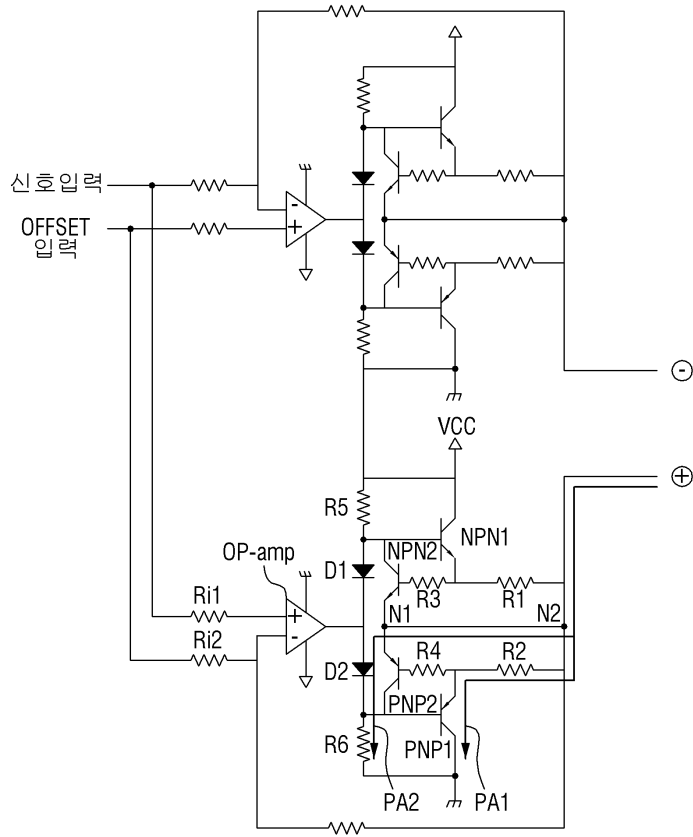 신호입력
-
+
OFFSET
입력
-
VCC
+
R5
NPN1
OP-amp
NPN2
D1
R3
R1
Ri1
+
N1
N2
Ri2
-
R4
R2
D2
PNP2
R6
PNP1
PA2
PA1